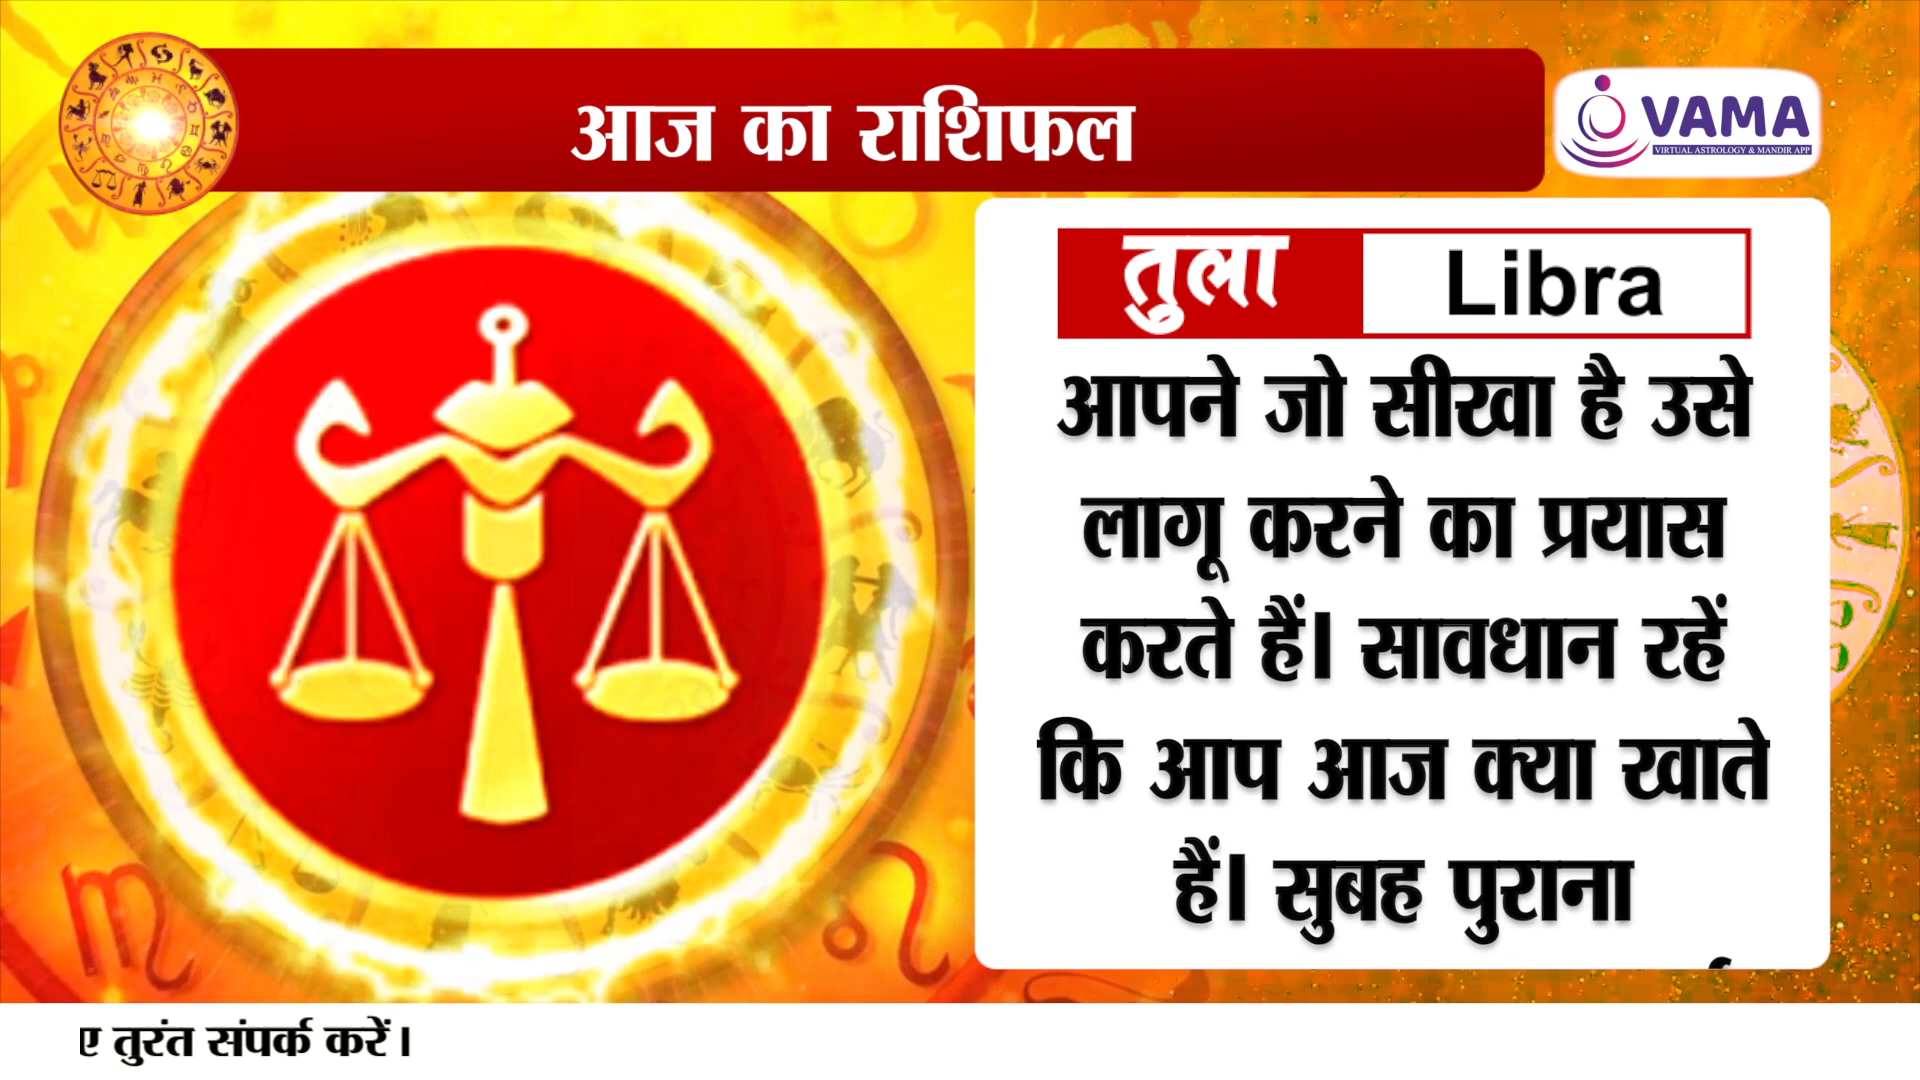 आज का राशिफल
VAMA
VIRTUAL ASTROLOGY & MANDIR APP
तुला
Libra
आपने जो सीखा है उसे
लागू करने का प्रयास
करते हैं। सावधान रहें
कि आप आज क्या खाते
हैं। सुबह पुराना
तुरंत संपर्क करें।